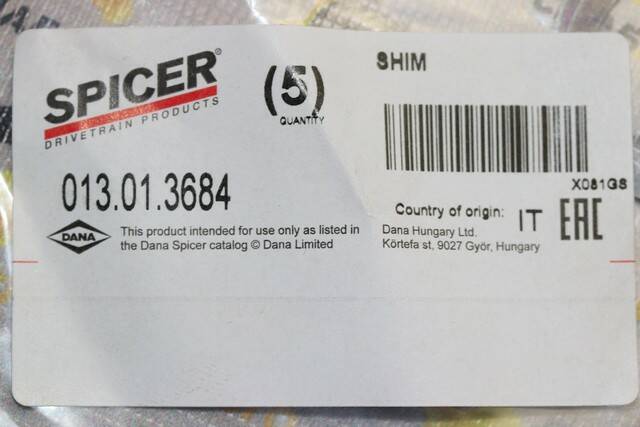 SPICER®
DRIVETRAIN PRODUCTS
(5)
QUANTITY
SHIM
X081GS
013.01.3684
Country of origin: IT
EAC
DANA
This product intended for use only as listed in
the Dana Spicer catalog © Dana Limited
Dana Hungary Ltd.
Körtefa st, 9027 Győr, Hungary